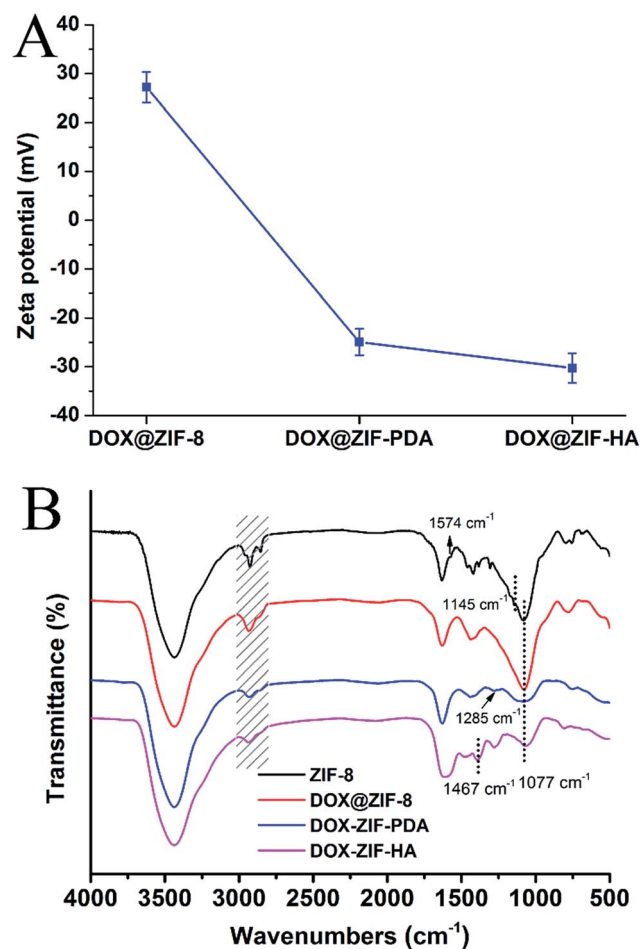 A
40
30
20
10
0
-10
-20
-30
-40
Zeta potential (mV)
DOX@ZIF-8 DOX@ZIF-PDA DOX@ZIF-HA
B
Transmittance (%)
1574 cm⁻¹
1145 cm⁻¹
1285 cm⁻¹
1467 cm⁻¹ 1077 cm⁻¹
ZIF-8
DOX@ZIF-8
DOX-ZIF-PDA
DOX-ZIF-HA
4000 3500 3000 2500 2000 1500 1000 500
Wavenumbers (cm⁻¹)